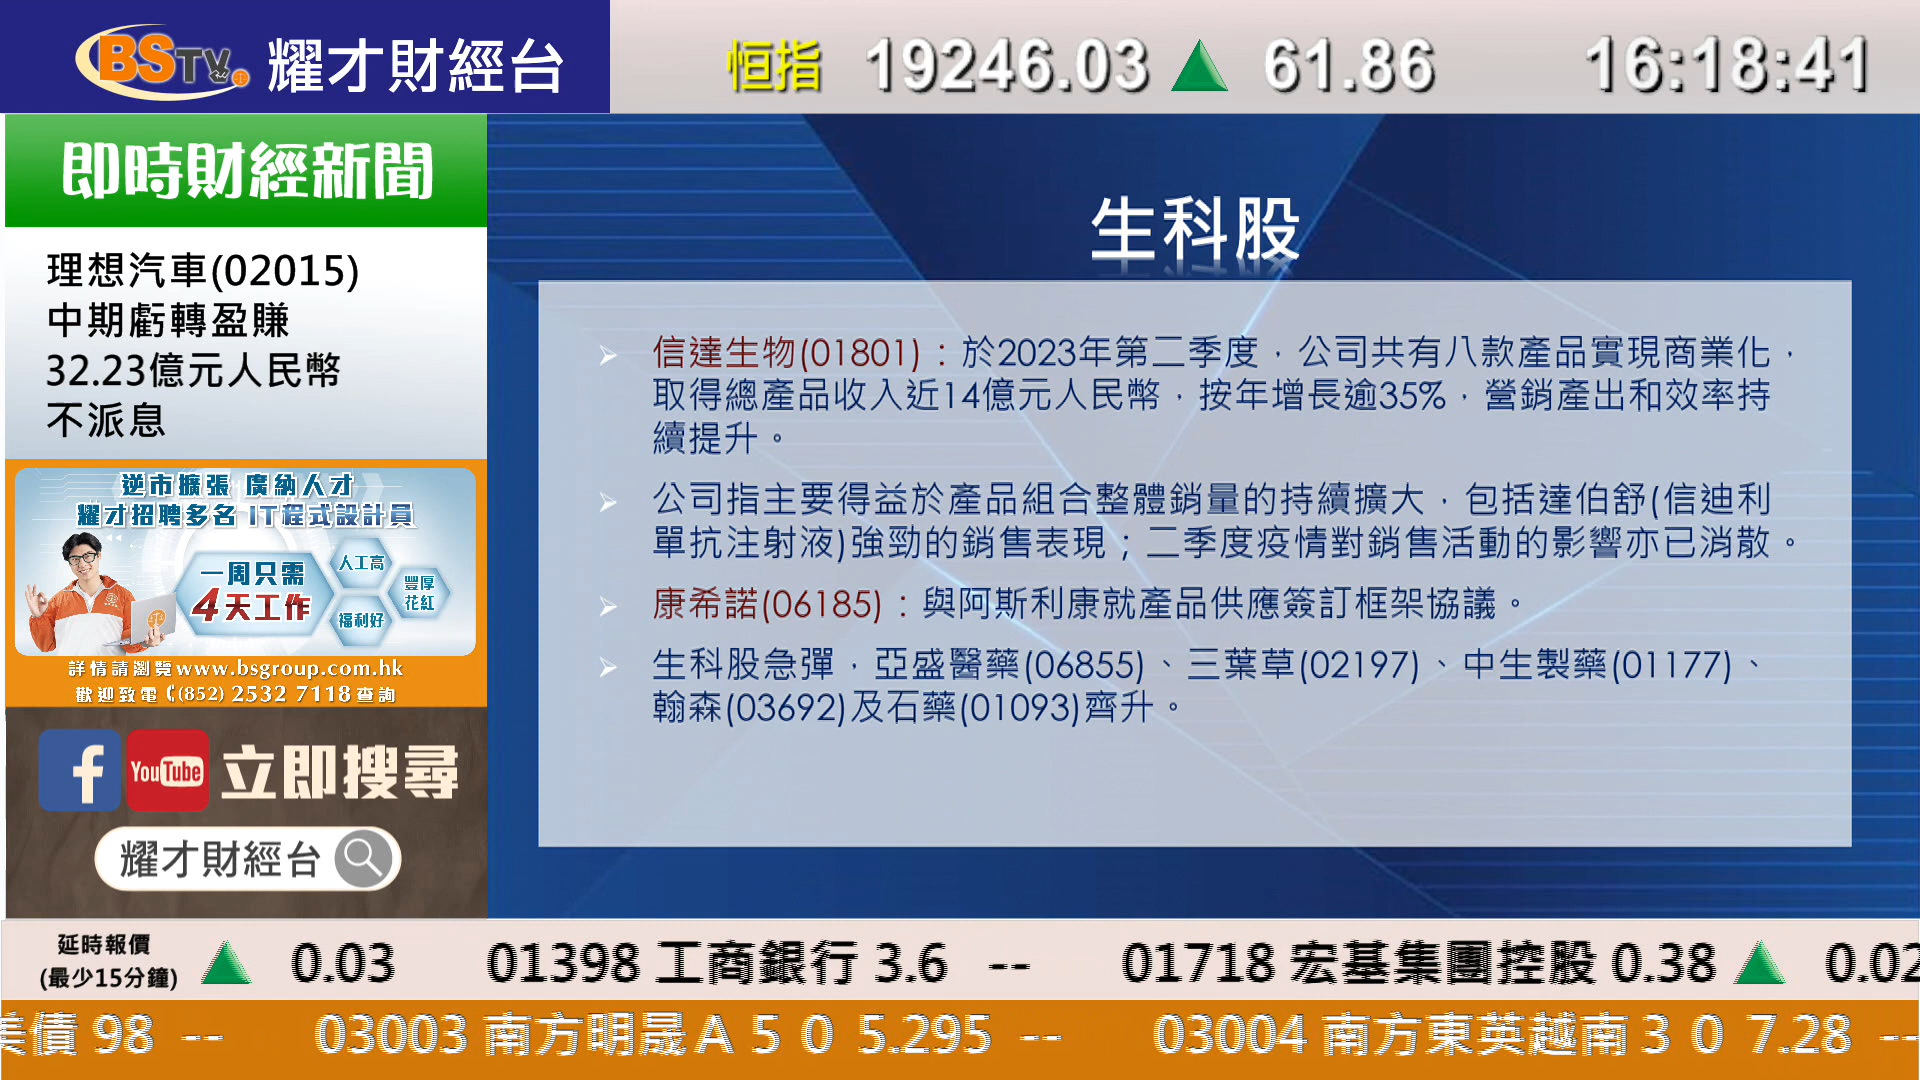 BSTV 耀才財經台
恒指 19246.03 ▲ 61.86 16:18:41
即時財經新聞
理想汽車(02015)
中期虧轉盈賺
32.23億元人民幣
不派息
逆市擴張 廣納人才
耀才招聘多名 IT程式設計員
一周只需
4天工作
人工高
豐厚
花紅
福利好
詳情請瀏覽www.bsgroup.com.hk
歡迎致電 (852) 2532 7118 查詢
f YouTube 立即搜尋
耀才財經台
生科股
➢ 信達生物(01801)：於2023年第二季度，公司共有八款產品實現商業化，
取得總產品收入近14億元人民幣，按年增長逾35%，營銷產出和效率持
續提升。
➢ 公司指主要得益於產品組合整體銷量的持續擴大，包括達伯舒(信迪利
單抗注射液)強勁的銷售表現；二季度疫情對銷售活動的影響亦已消散。
➢ 康希諾(06185)：與阿斯利康就產品供應簽訂框架協議。
➢ 生科股急彈，亞盛醫藥(06855)、三葉草(02197)、中生製藥(01177)、
翰森(03692)及石藥(01093)齊升。
延時報價
(最少15分鐘)
▲ 0.03 01398 工商銀行 3.6 -- 01718 宏基集團控股 0.38 ▲ 0.02
美債 98 -- 03003 南方明晟Ａ５０ 5.295 -- 03004 南方東英越南３０ 7.28 --